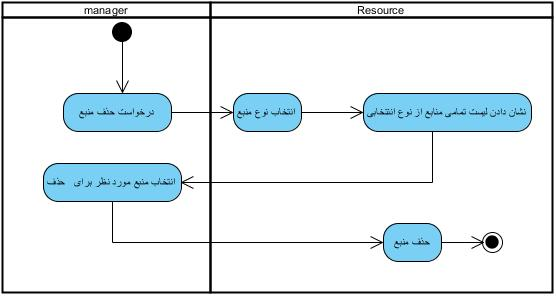 manager
Resource
درخواست حذف منبع
انتخاب نوع منبع
نشان دادن لیست تمامی منابع از نوع انتتخابی
انتخاب منبع مورد نظر برای حذف
حذف منبع